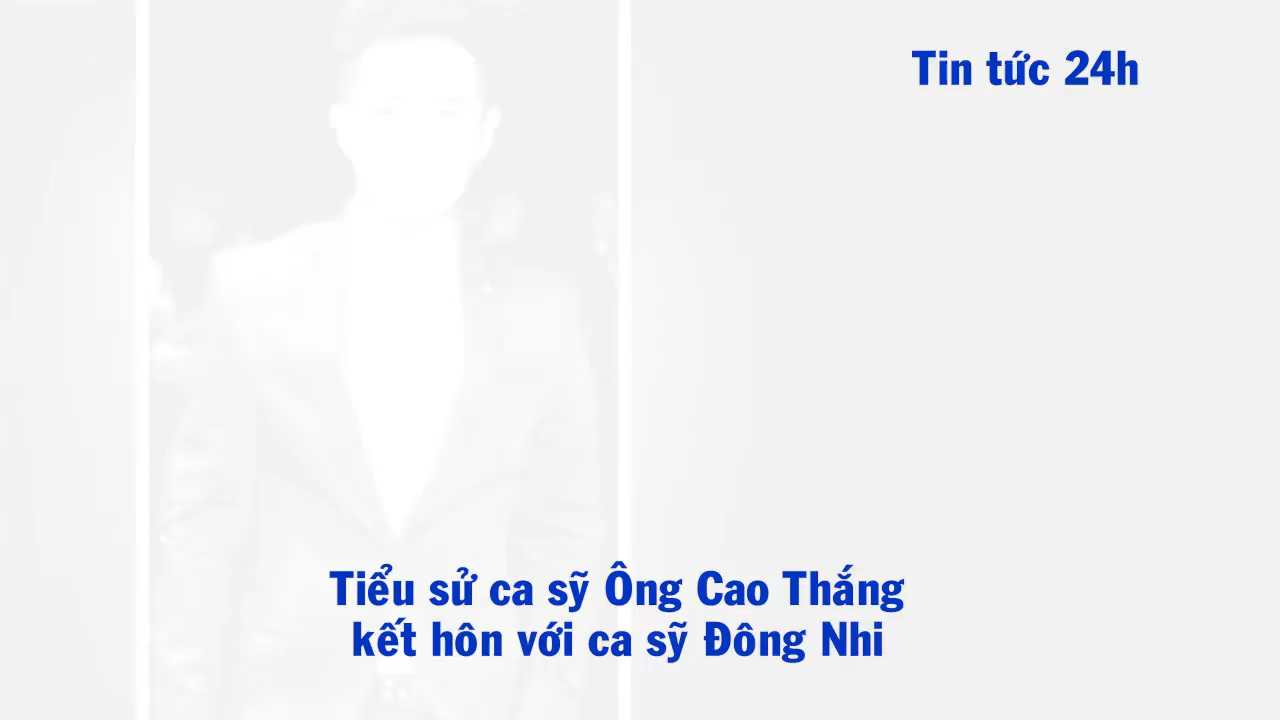 Tin tức 24h
Tiểu sử ca sỹ Ông Cao Thắng
kết hôn với ca sỹ Đông Nhi